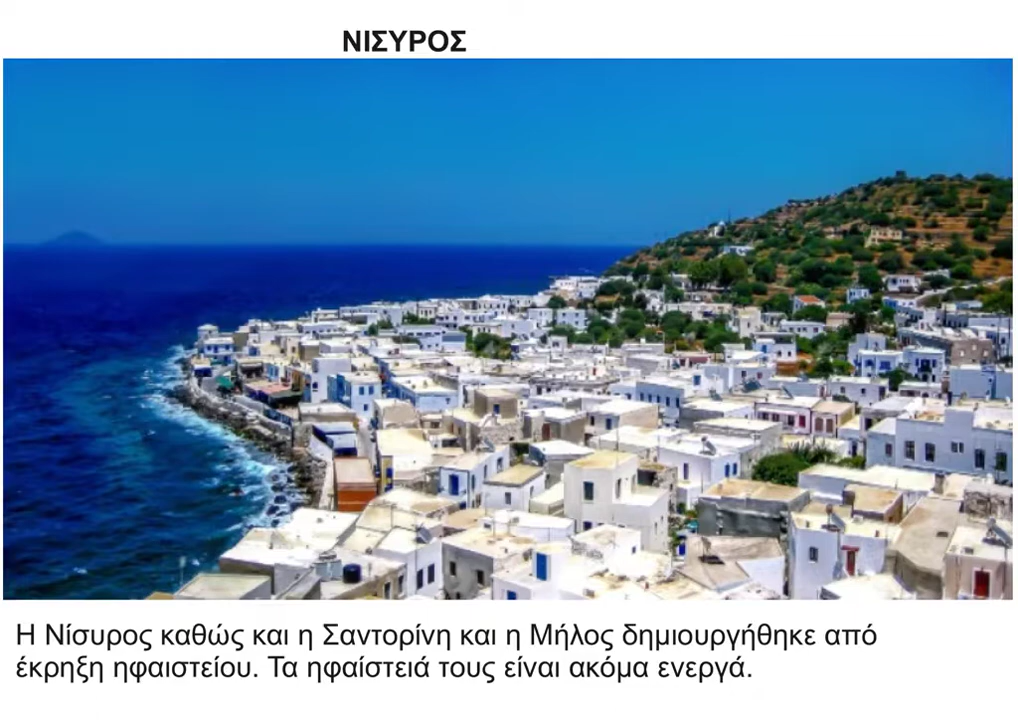 ΝΙΣΥΡΟΣ
Η Νίσυρος καθώς και η Σαντορίνη και η Μήλος δημιουργήθηκε από
έκρηξη ηφαιστείου. Τα ηφαίστειά τους είναι ακόμα ενεργά.